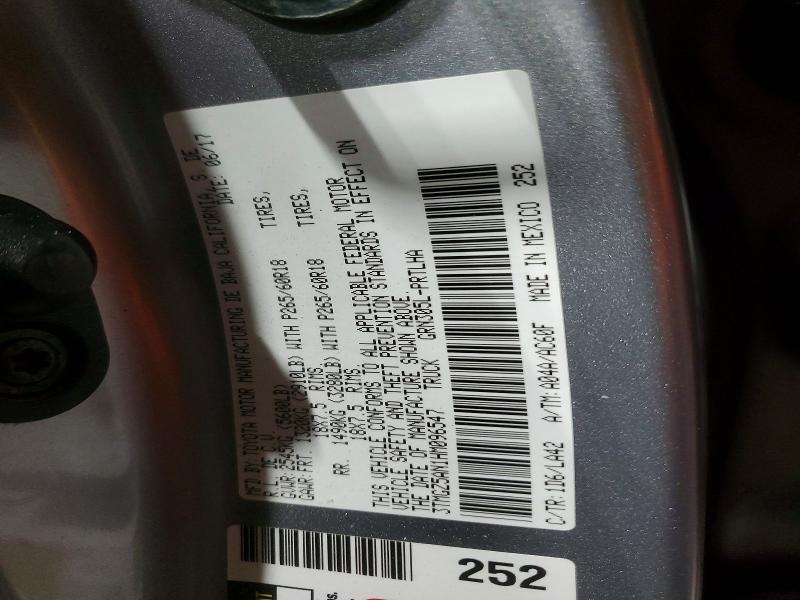 MFD BY: TOYOTA MOTOR MANUFACTURING DE BAJA CALIFORNIA, S. DE
R.L. DE C.V. DATE: 06/17
GVWR: 2545KG (5600LB)
GAWR: FRT. 1320KG (2910LB) WITH P265/60R18 TIRES,
18X7.5 RIMS.
RR. 1490KG (3280LB) WITH P265/60R18 TIRES,
18X7.5 RIMS.
THIS VEHICLE CONFORMS TO ALL APPLICABLE FEDERAL MOTOR
VEHICLE SAFETY AND THEFT PREVENTION STANDARDS IN EFFECT ON
THE DATE OF MANUFACTURE SHOWN ABOVE.
3TMGZ5AN1HM096547 TRUCK GRN305L-PRTLHA
C/TR: 1D6/LA42 A/TM: A04A/AC60F MADE IN MEXICO 252
252